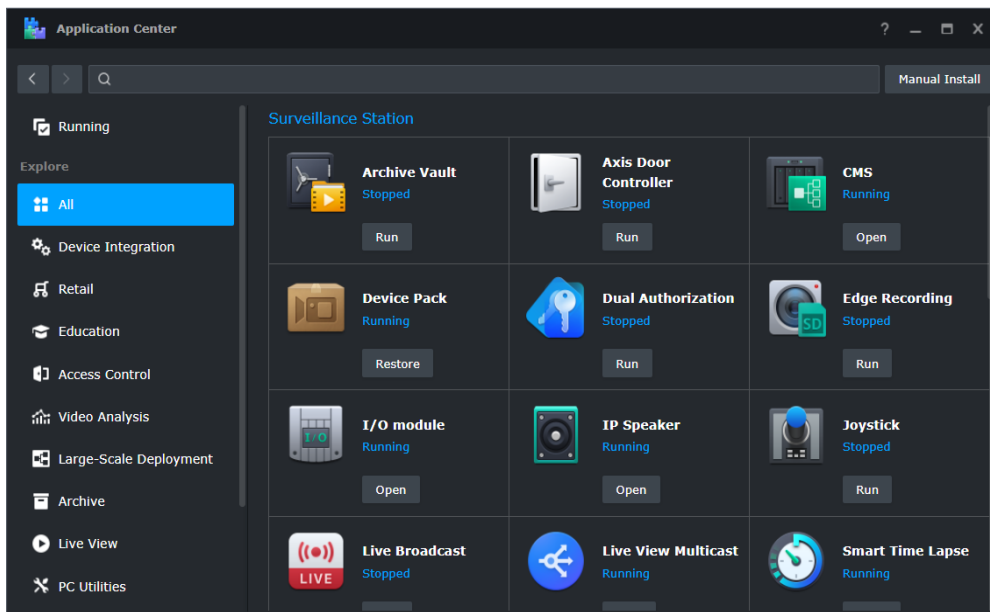 Application Center
?
Manual Install
Running
Explore
All
Device Integration
Retail
Education
Access Control
Video Analysis
Large-Scale Deployment
Archive
Live View
PC Utilities
Surveillance Station
Archive Vault
Stopped
Run
Axis Door
Controller
Stopped
Run
CMS
Running
Open
Device Pack
Running
Restore
Dual Authorization
Stopped
Run
SD
Edge Recording
Stopped
Run
I/O
I/O module
Running
Open
IP Speaker
Running
Open
Joystick
Stopped
Run
LIVE
Live Broadcast
Stopped
Live View Multicast
Running
Smart Time Lapse
Running